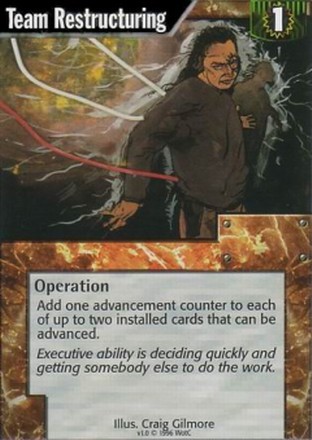 Team Restructuring
1
Operation
Add one advancement counter to each
of up to two installed cards that can be
advanced.
Executive ability is deciding quickly and
getting somebody else to do the work.
Illus. Craig Gilmore
v1.0 © 1996 WotC